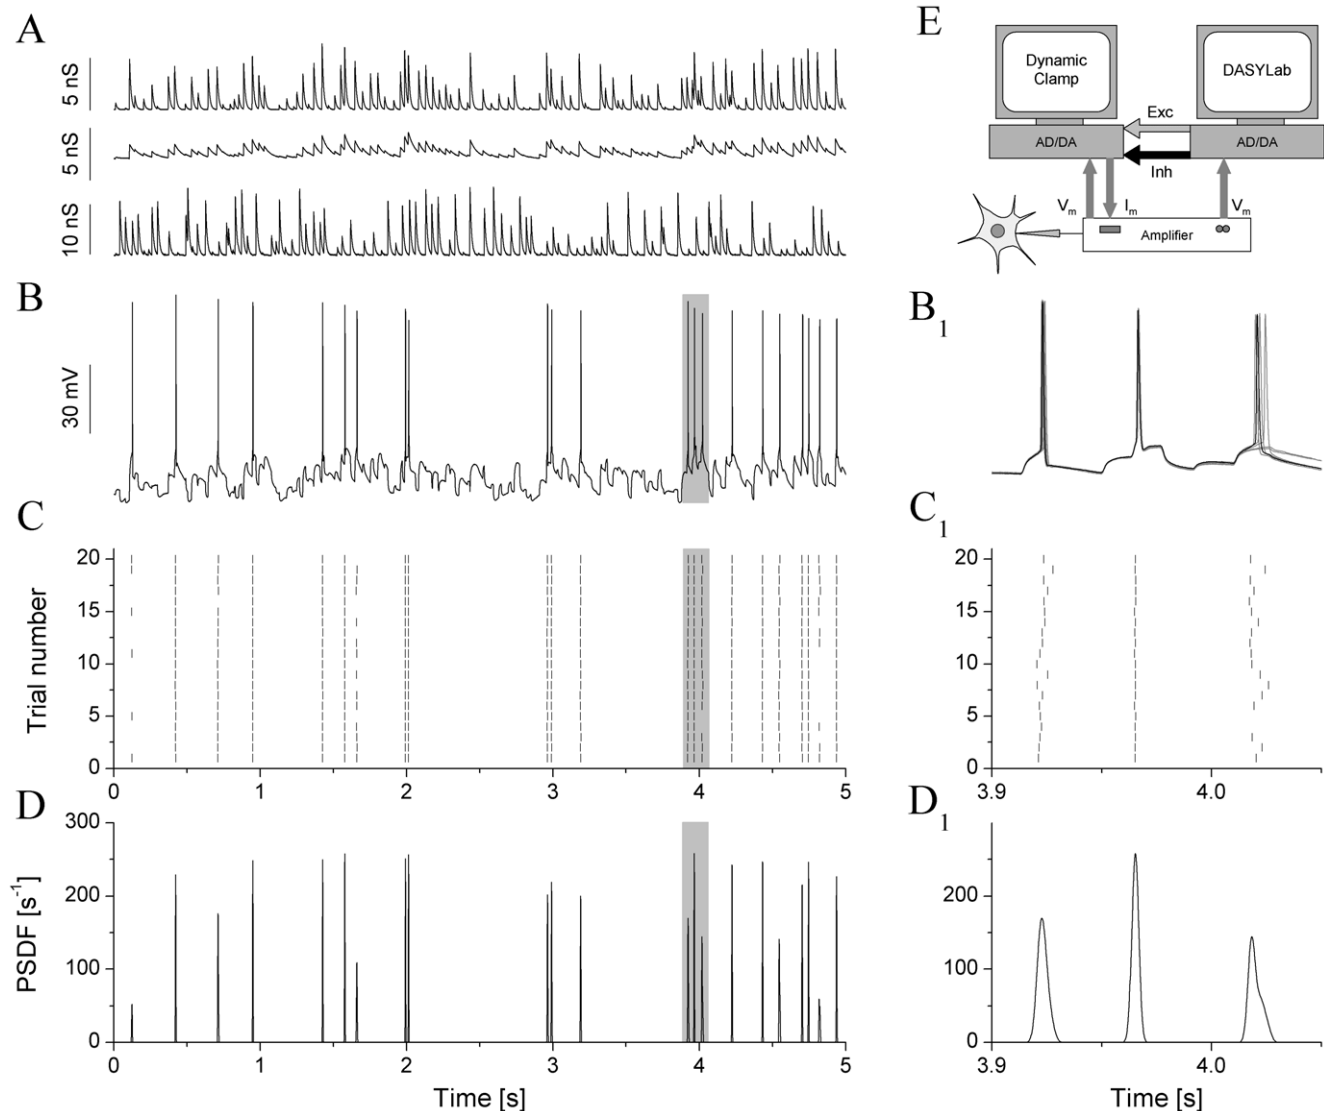 A
5 nS
5 nS
10 nS
B
30 mV
C
Trial number
20
15
10
5
0
0 1 2 3 4 5
D
PSDF [s⁻¹]
300
200
100
0
0 1 2 3 4 5
Time [s]
E
Dynamic
Clamp
DASYLab
Exc
AD/DA
AD/DA
Inh
Vₘ
Iₘ
Vₘ
Amplifier
B₁
C₁
20
15
10
5
0
3.9 4.0
D₁
200
100
0
3.9 4.0
Time [s]